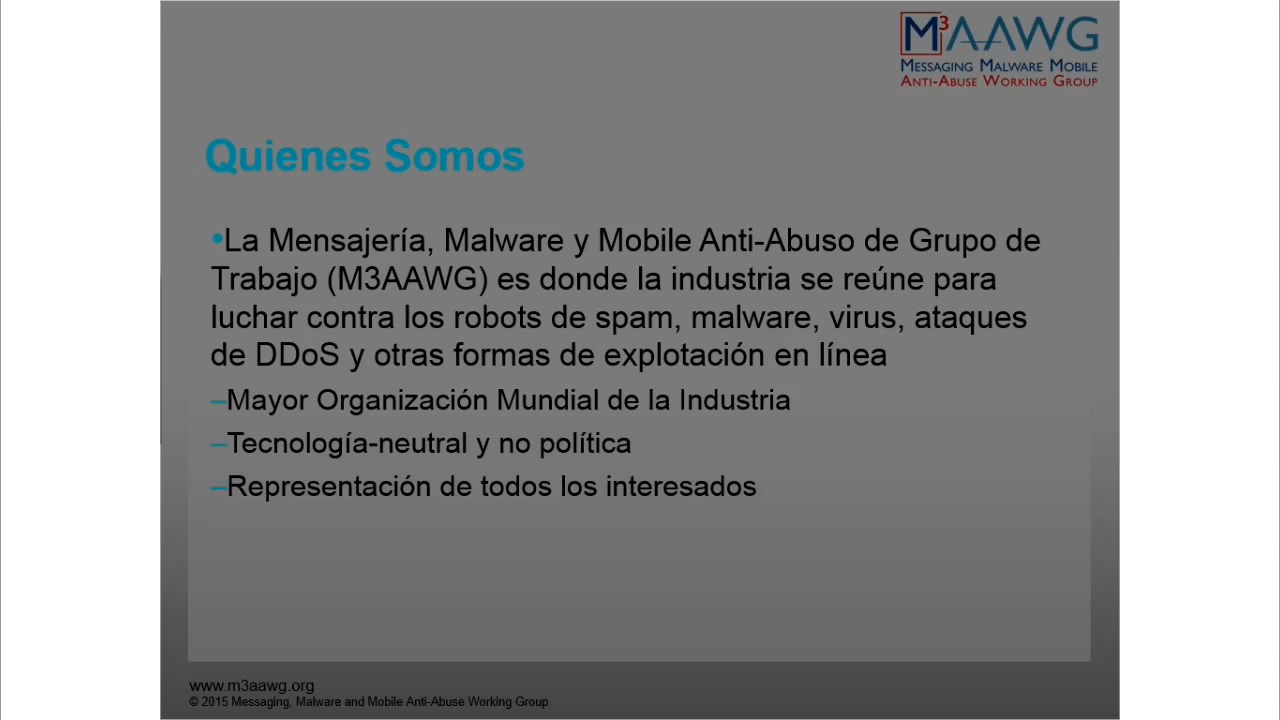 M³AAWG
MESSAGING MALWARE MOBILE
ANTI-ABUSE WORKING GROUP
Quienes Somos
•La Mensajería, Malware y Mobile Anti-Abuso de Grupo de
Trabajo (M3AAWG) es donde la industria se reúne para
luchar contra los robots de spam, malware, virus, ataques
de DDoS y otras formas de explotación en línea
–Mayor Organización Mundial de la Industria
–Tecnología-neutral y no política
–Representación de todos los interesados
www.m3aawg.org
© 2015 Messaging, Malware and Mobile Anti-Abuse Working Group